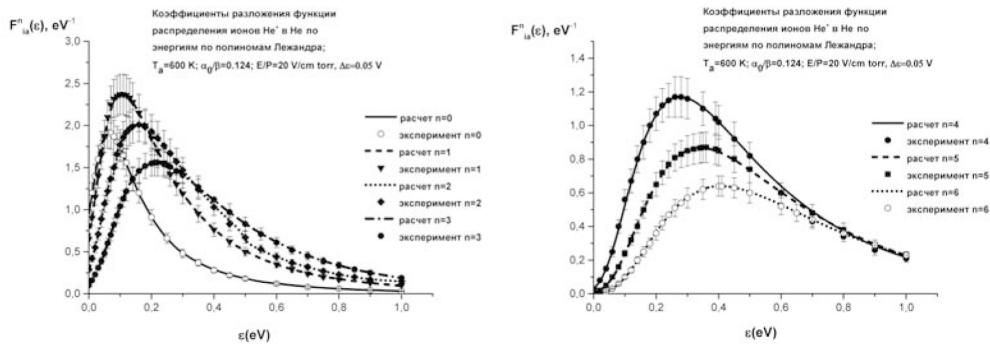 Fⁿᵢₐ(ε), eV⁻¹
Коэффициенты разложения функции
распределения ионов He⁺ в He по
энергиям по полиномам Лежандра;
Tₐ=600 K; α₀/β=0.124; E/P=20 V/cm torr, Δε=0.05 V
3,0
2,5
2,0
1,5
1,0
0,5
0,0
расчет n=0
эксперимент n=0
расчет n=1
эксперимент n=1
расчет n=2
эксперимент n=2
расчет n=3
эксперимент n=3
0,0 0,2 0,4 0,6 0,8 1,0
ε(eV)
Fⁿᵢₐ(ε), eV⁻¹
Коэффициенты разложения функции
распределения ионов He⁺ в He по
энергиям по полиномам Лежандра;
Tₐ=600 K; α₀/β=0.124; E/P=20 V/cm torr, Δε=0.05 V
1,4
1,2
1,0
0,8
0,6
0,4
0,2
0,0
расчет n=4
эксперимент n=4
расчет n=5
эксперимент n=5
расчет n=6
эксперимент n=6
0,0 0,2 0,4 0,6 0,8 1,0
ε(eV)